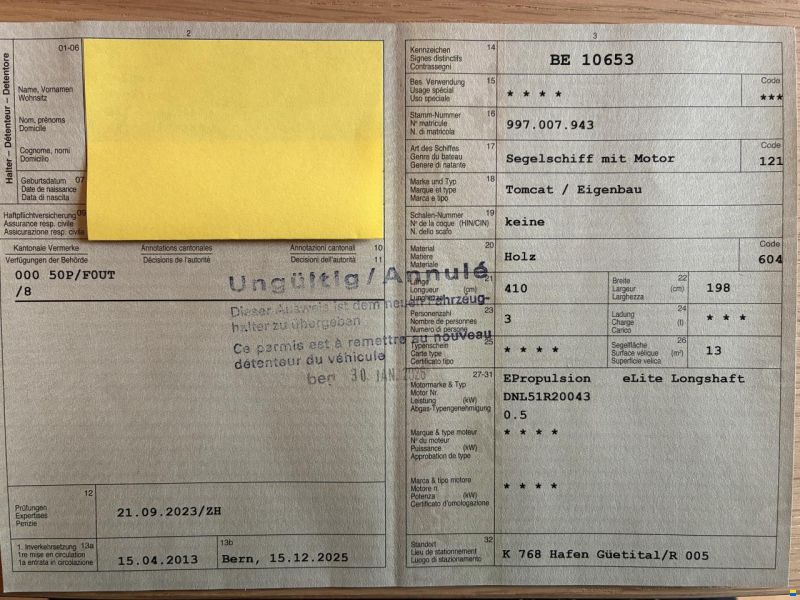 2
Halter – Détenteur – Detentore
01-06
Name, Vornamen
Wohnsitz
Nom, prénoms
Domicile
Cognome, nomi
Domicilio
Geburtsdatum 07
Date de naissance
Data di nascita
Haftpflichtversicherung
Assurance resp. civile
Assicurazione resp. civile
Kantonale Vermerke Annotations cantonales Annotazioni cantonali 10
Verfügungen der Behörde Décisions de l'autorité Decisioni dell'autorità 11
000 50P/F0UT
/8
Ungültig / Annulé
Dieser Ausweis ist dem neuen Fahrzeug-
halter zu übergeben
Ce permis est à remettre au nouveau
détenteur du véhicule
ben 30 JAN. 2026
12
Prüfungen
Expertises
Perizie
21.09.2023/ZH
1. Inverkehrsetzung 13a
1re mise en circulation
1a entrata in circolazione
15.04.2013
13b
Bern, 15.12.2025
3
Kennzeichen 14
Signes distinctifs
Contrassegni
BE 10653
Bes. Verwendung 15
Usage spécial
Uso speciale
* * * *
Code
***
Stamm-Nummer 16
N° matricule
N. di matricola
997.007.943
Art des Schiffes 17
Genre du bateau
Genere di natante
Segelschiff mit Motor
Code
121
Marke und Typ 18
Marque et type
Marca e tipo
Tomcat / Eigenbau
Schalen-Nummer 19
N° de la coque (HIN/CIN)
N. dello scafo
keine
Material 20
Matière
Materiale
Holz
Code
604
Länge 21
Longueur (cm)
Lunghezza
410
Breite 22
Largeur (cm)
Larghezza
198
Personenzahl 23
Nombre de personnes
Numero di persone
3
Ladung 24
Charge (t)
Carico
* * *
Typenschein 25
Carte type
Certificato tipo
* * * *
Segelfläche 26
Surface vélique (m²)
Superficie velica
13
27-31
Motormarke & Typ
Motor Nr.
Leistung (kW)
Abgas-Typengenehmigung
EPropulsion eLite Longshaft
DNL51R20043
0.5
Marque & type moteur
N° du moteur
Puissance (kW)
Approbation de type
* * * *
Marca & tipo motore
Motore n.
Potenza (kW)
Certificato d'omologazione
* * * *
Standort 32
Lieu de stationnement
Luogo di stazionamento
K 768 Hafen Güetital/R 005